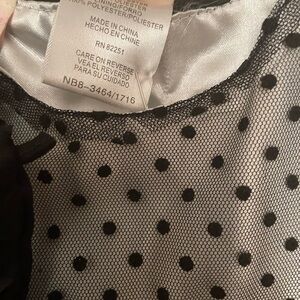 100% POLYESTER/POLIESTER
MADE IN CHINA
HECHO EN CHINE
RN 82251
CARE ON REVERSE
VEA EL REVERSO
PARA SU CUIDADO
NB8--3464/1716